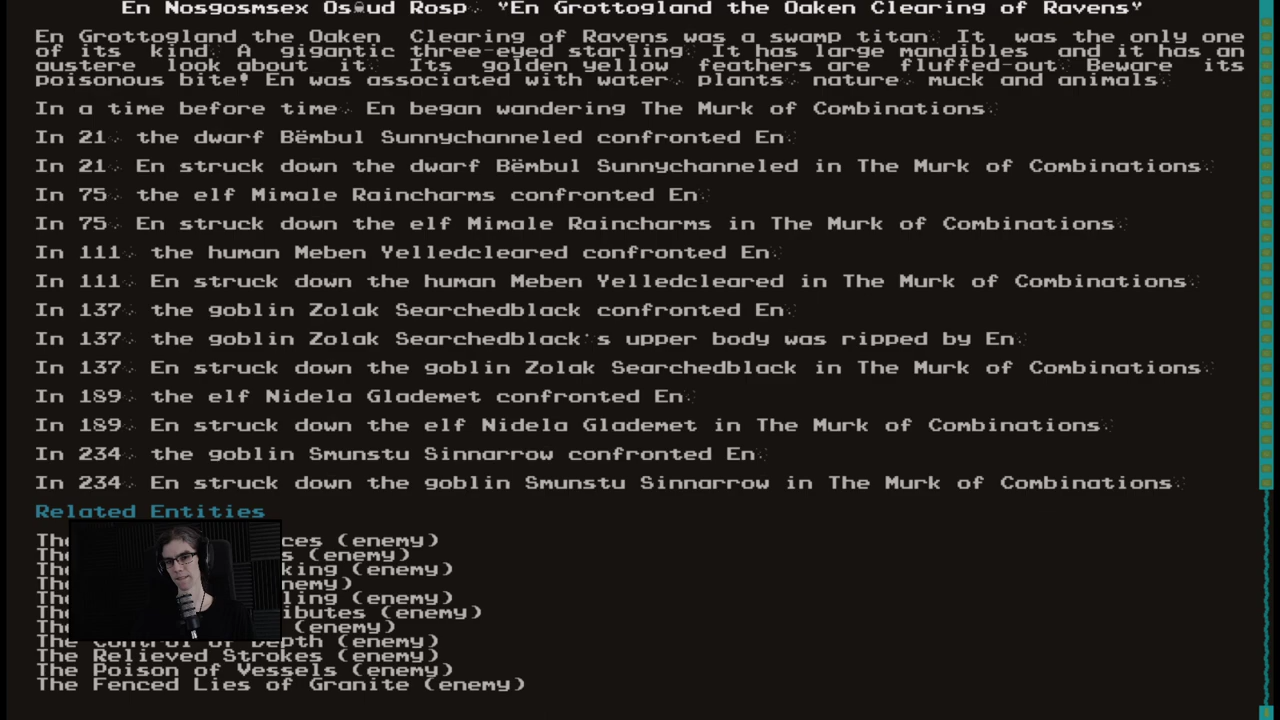 En Nosgosmsex Os☠ud Rosp. "En Grottogland the Oaken Clearing of Ravens"
En Grottogland the Oaken Clearing of Ravens was a swamp titan. It was the only one
of its kind. A gigantic three-eyed starling. It has large mandibles and it has an
austere look about it. Its golden yellow feathers are fluffed-out. Beware its
poisonous bite! En was associated with water, plants, nature, muck and animals.
In a time before time, En began wandering The Murk of Combinations.
In 21, the dwarf Bëmbul Sunnychanneled confronted En.
In 21, En struck down the dwarf Bëmbul Sunnychanneled in The Murk of Combinations.
In 75, the elf Mimale Raincharms confronted En.
In 75, En struck down the elf Mimale Raincharms in The Murk of Combinations.
In 111, the human Meben Yelledcleared confronted En.
In 111, En struck down the human Meben Yelledcleared in The Murk of Combinations.
In 137, the goblin Zolak Searchedblack confronted En.
In 137, the goblin Zolak Searchedblack's upper body was ripped by En.
In 137, En struck down the goblin Zolak Searchedblack in The Murk of Combinations.
In 189, the elf Nidela Glademet confronted En.
In 189, En struck down the elf Nidela Glademet in The Murk of Combinations.
In 234, the goblin Smunstu Sinnarrow confronted En.
In 234, En struck down the goblin Smunstu Sinnarrow in The Murk of Combinations.
Related Entities
(enemy)
(enemy)
(enemy)
(enemy)
(enemy)
The Control of Depth (enemy)
The Relieved Strokes (enemy)
The Poison of Vessels (enemy)
The Fenced Lies of Granite (enemy)